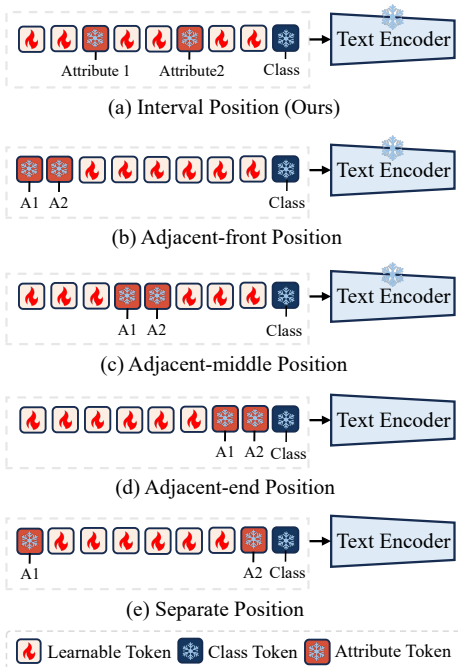 Attribute 1
Attribute2
Class
Text Encoder
(a) Interval Position (Ours)
A1
A2
Class
Text Encoder
(b) Adjacent-front Position
A1
A2
Class
Text Encoder
(c) Adjacent-middle Position
A1
A2
Class
Text Encoder
(d) Adjacent-end Position
A1
A2
Class
Text Encoder
(e) Separate Position
Learnable Token
Class Token
Attribute Token